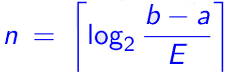 n = ⌈log₂ (b − a)/E⌉